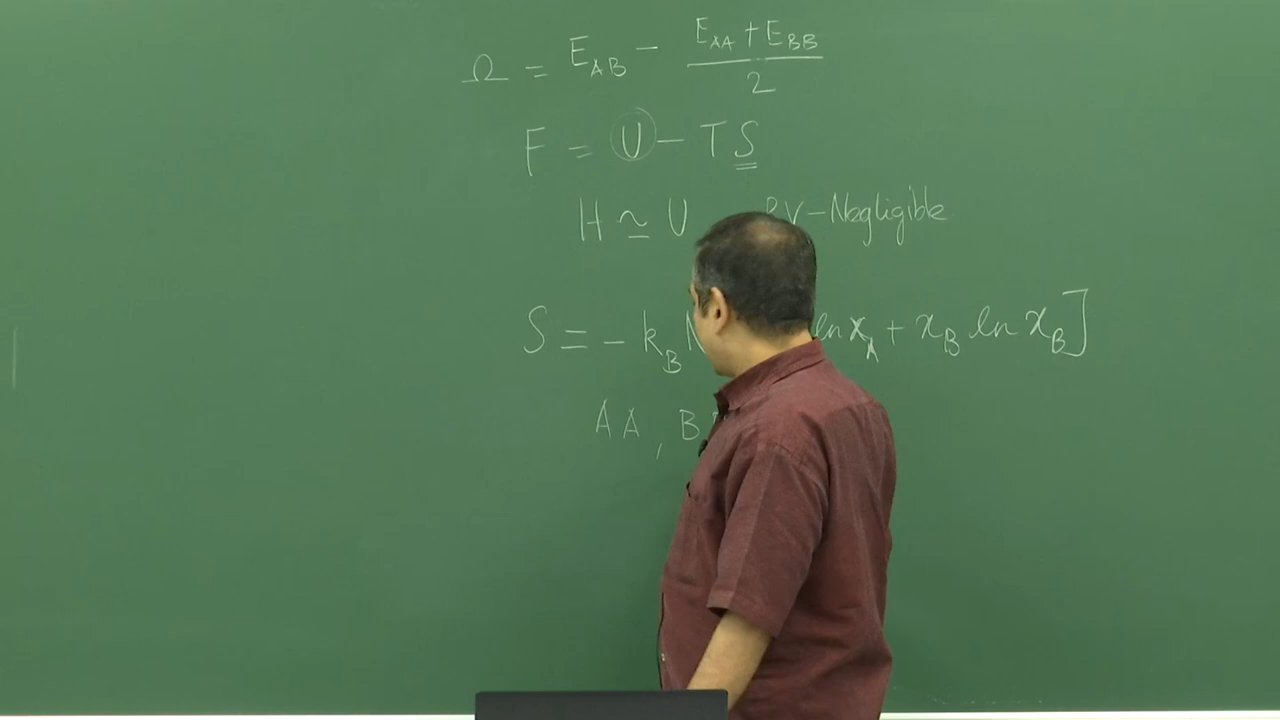 Ω = E_AB − (E_AA + E_BB)/2
F = U − TS
H ≃ U PV − Negligible
S = − k_B N ln x_A + x_B ln x_B]
AA, B